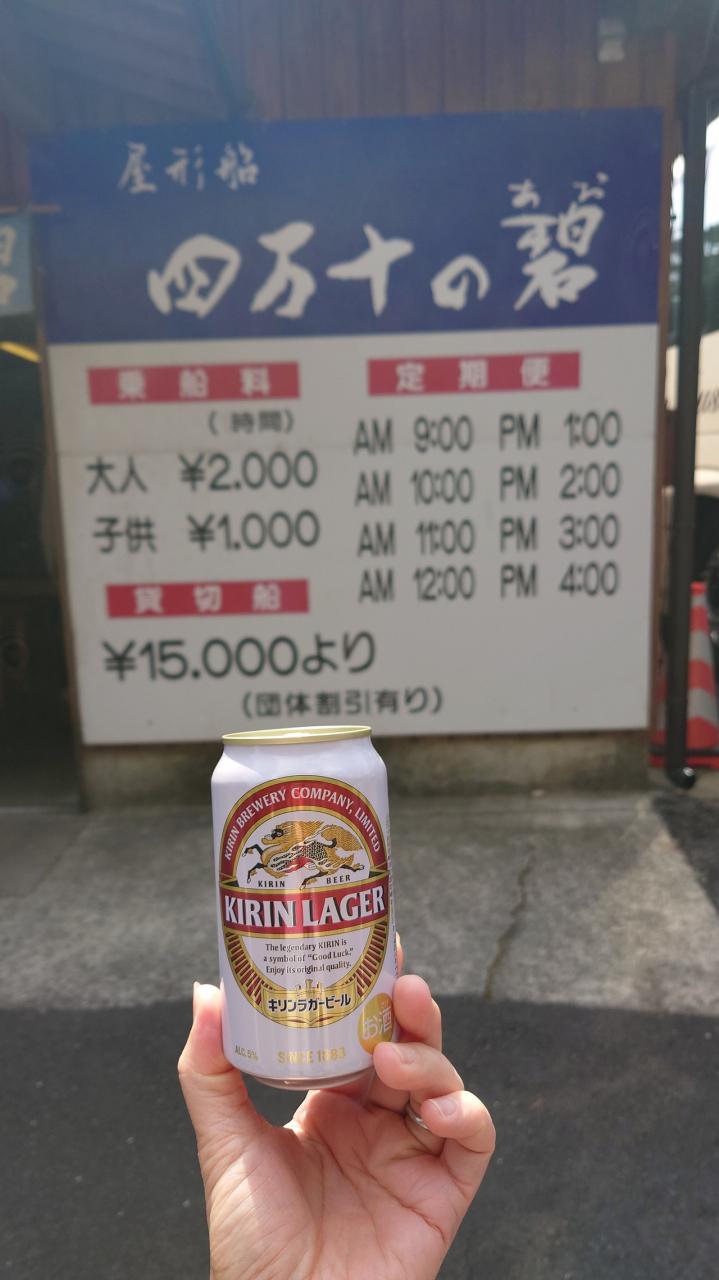 屋形船
あお
四万十の碧
乗船料
(時間)
大人 ¥2.000
子供 ¥1.000
貸切船
¥15.000より
(団体割引有り)
定期便
AM 9:00 PM 1:00
AM 10:00 PM 2:00
AM 11:00 PM 3:00
AM 12:00 PM 4:00
KIRIN BREWERY COMPANY, LIMITED
KIRIN BEER
KIRIN LAGER
The legendary KIRIN is
a symbol of "Good Luck."
Enjoy its original quality.
キリンラガービール
お酒
ALC.5%
SINCE 1888